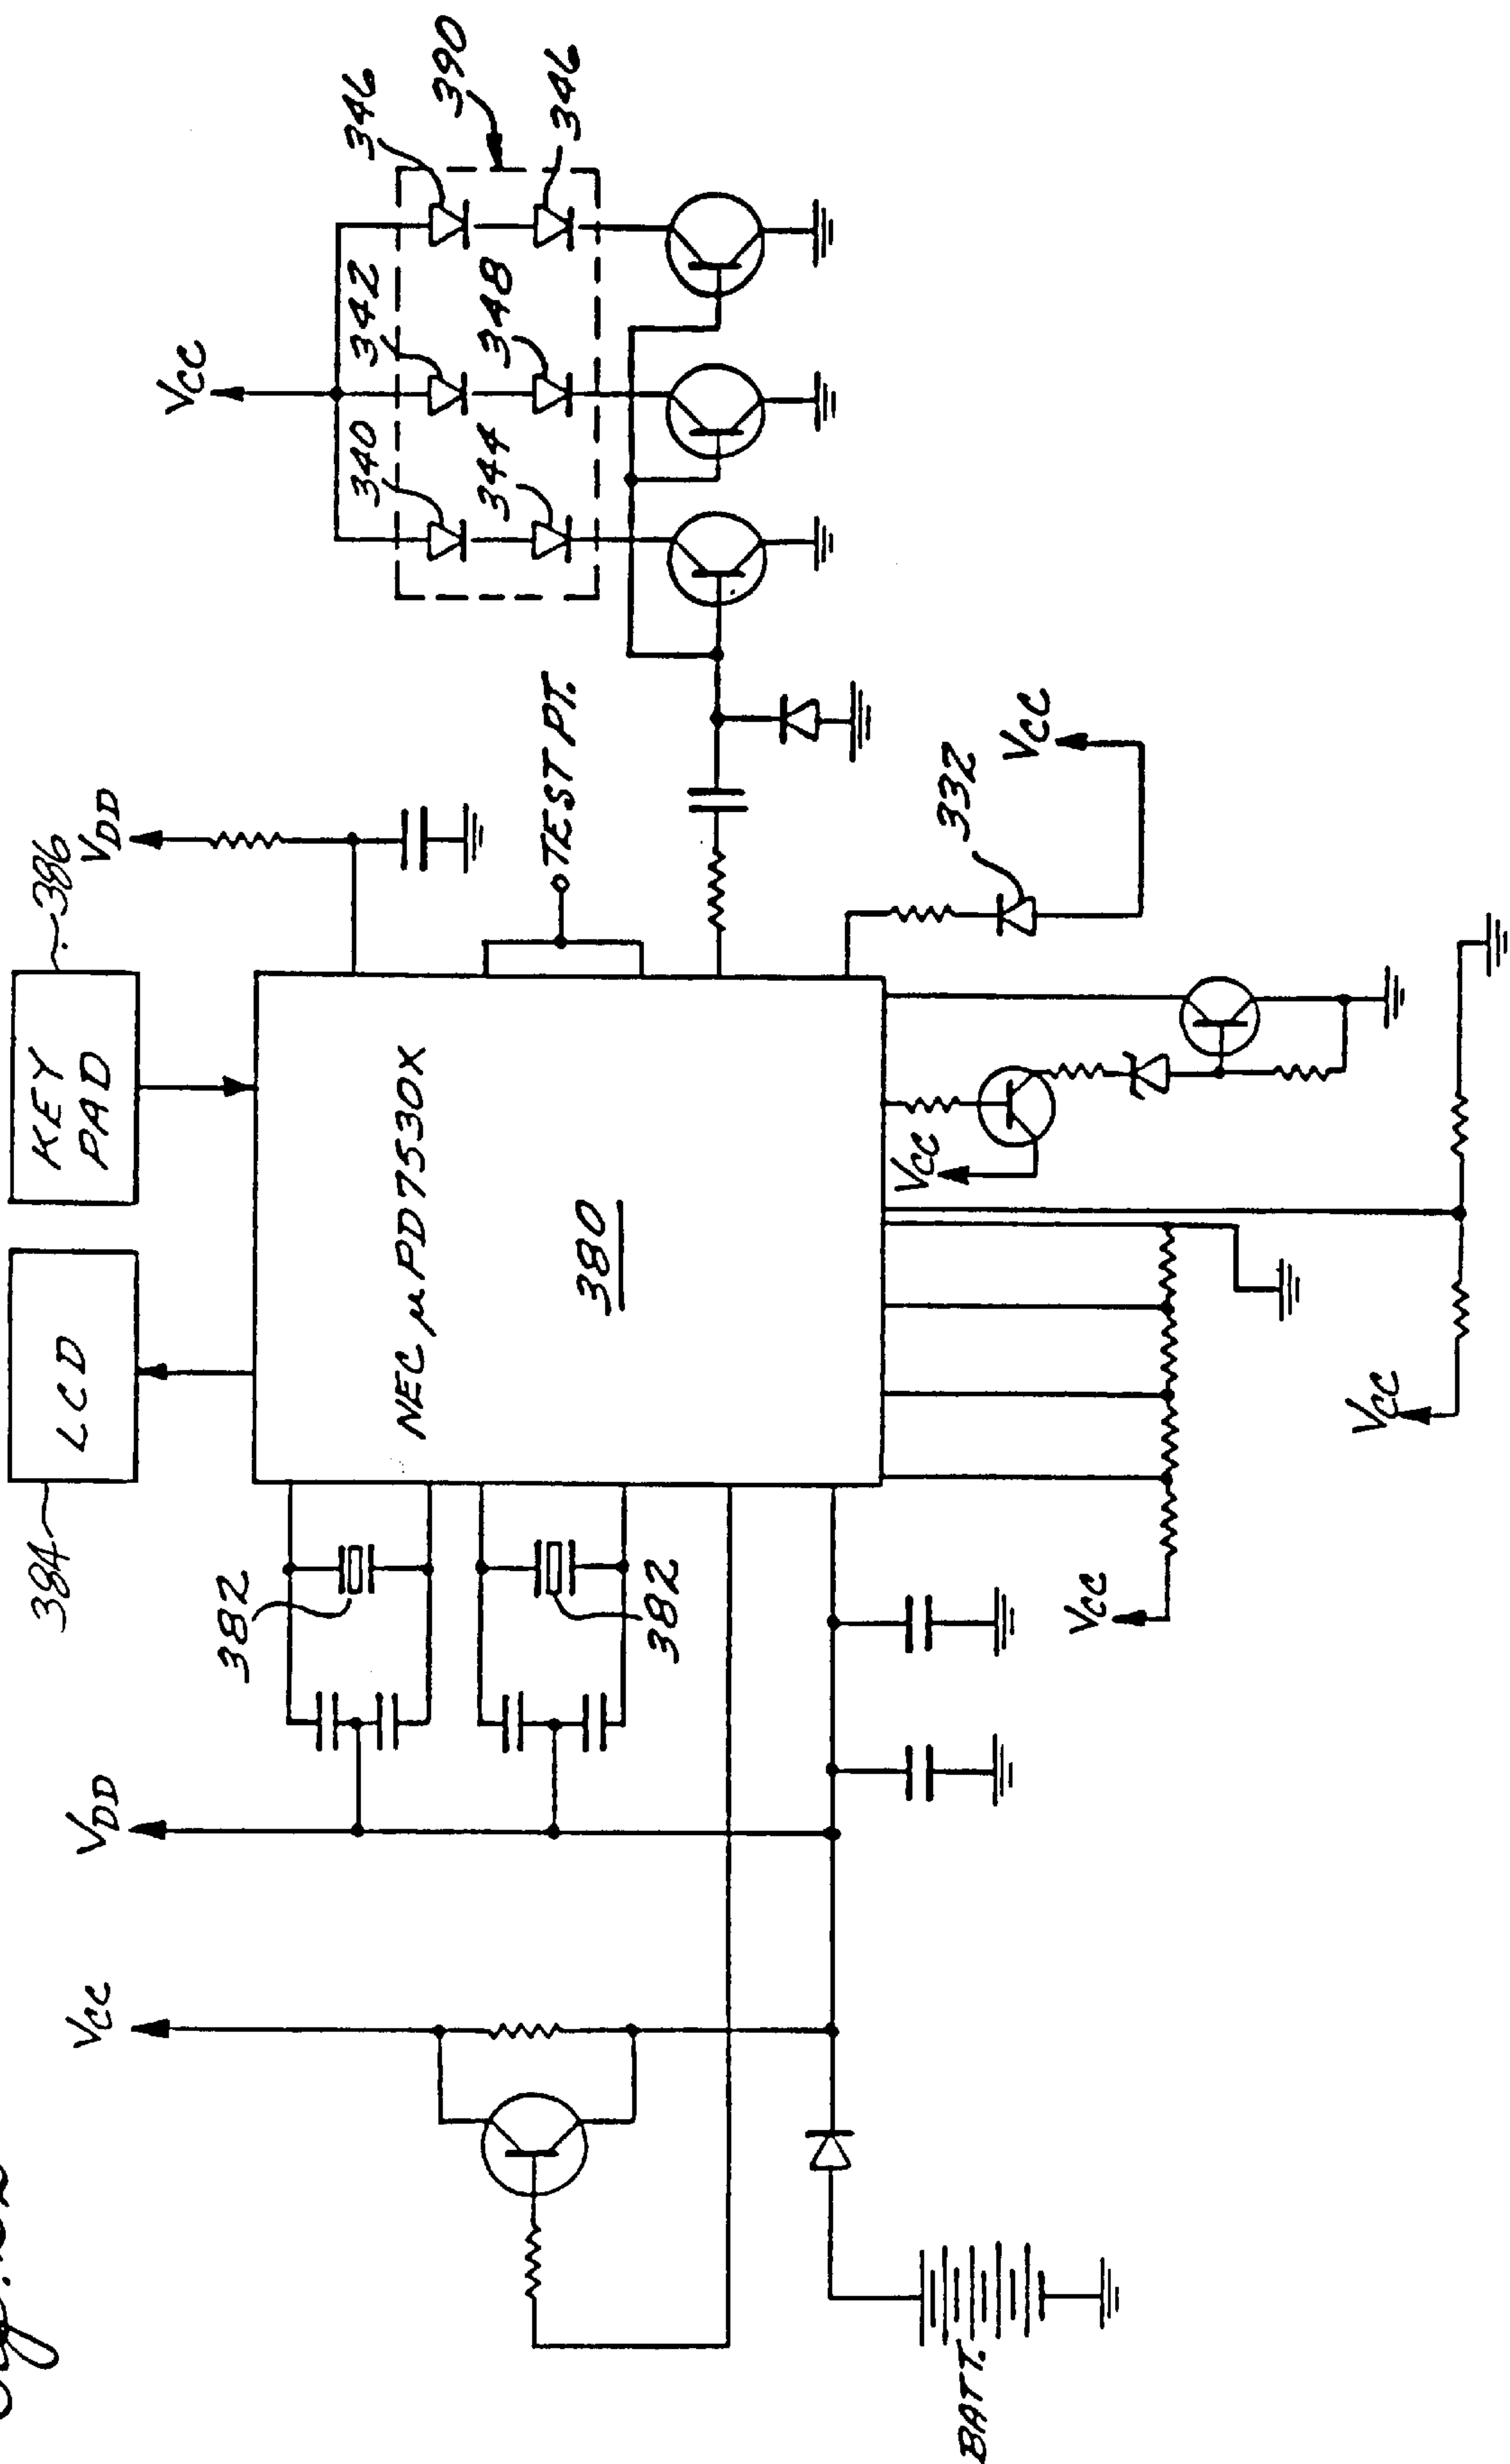 384
LCD
KEY
PAD
386
VCC
VDD
VDD
VCC
340
342
346
344
348
346
390
382
382
NEC μPD7530X
380
TEST PT.
332
VCC
BATT.
VCC
VCC
VCC